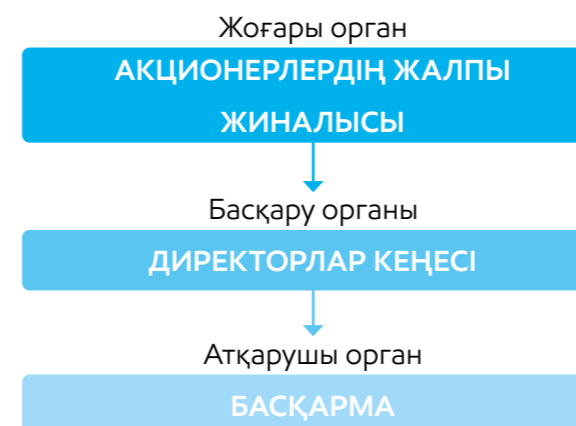 Жоғары орган
АКЦИОНЕРЛЕРДІҢ ЖАЛПЫ
ЖИНАЛЫСЫ
Басқару органы
ДИРЕКТОРЛАР КЕҢЕСІ
Атқарушы орган
БАСҚАРМА